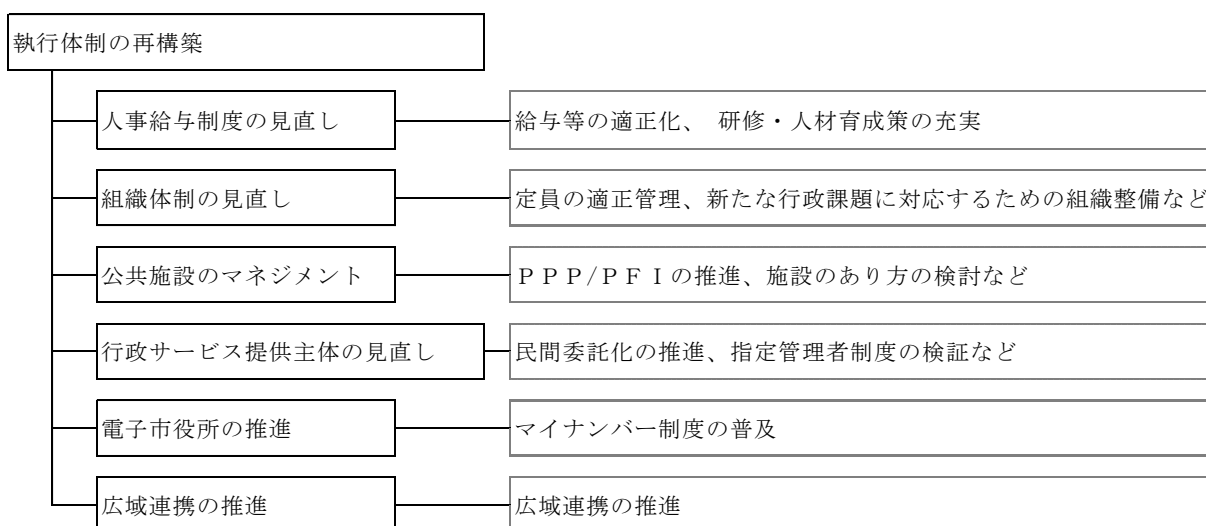 執行体制の再構築
人事給与制度の見直し
給与等の適正化、 研修・人材育成策の充実
組織体制の見直し
定員の適正管理、新たな行政課題に対応するための組織整備など
公共施設のマネジメント
ＰＰＰ/ＰＦＩの推進、施設のあり方の検討など
行政サービス提供主体の見直し
民間委託化の推進、指定管理者制度の検証など
電子市役所の推進
マイナンバー制度の普及
広域連携の推進
広域連携の推進